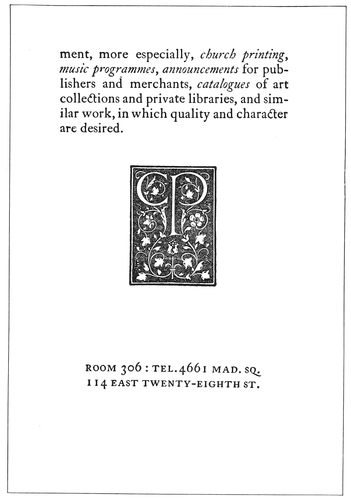 ment, more especially, church printing,
music programmes, announcements for pub-
lishers and merchants, catalogues of art
collections and private libraries, and sim-
ilar work, in which quality and character
are desired.
CP
ROOM 306 : TEL. 4661 MAD. SQ.
114 EAST TWENTY-EIGHTH ST.